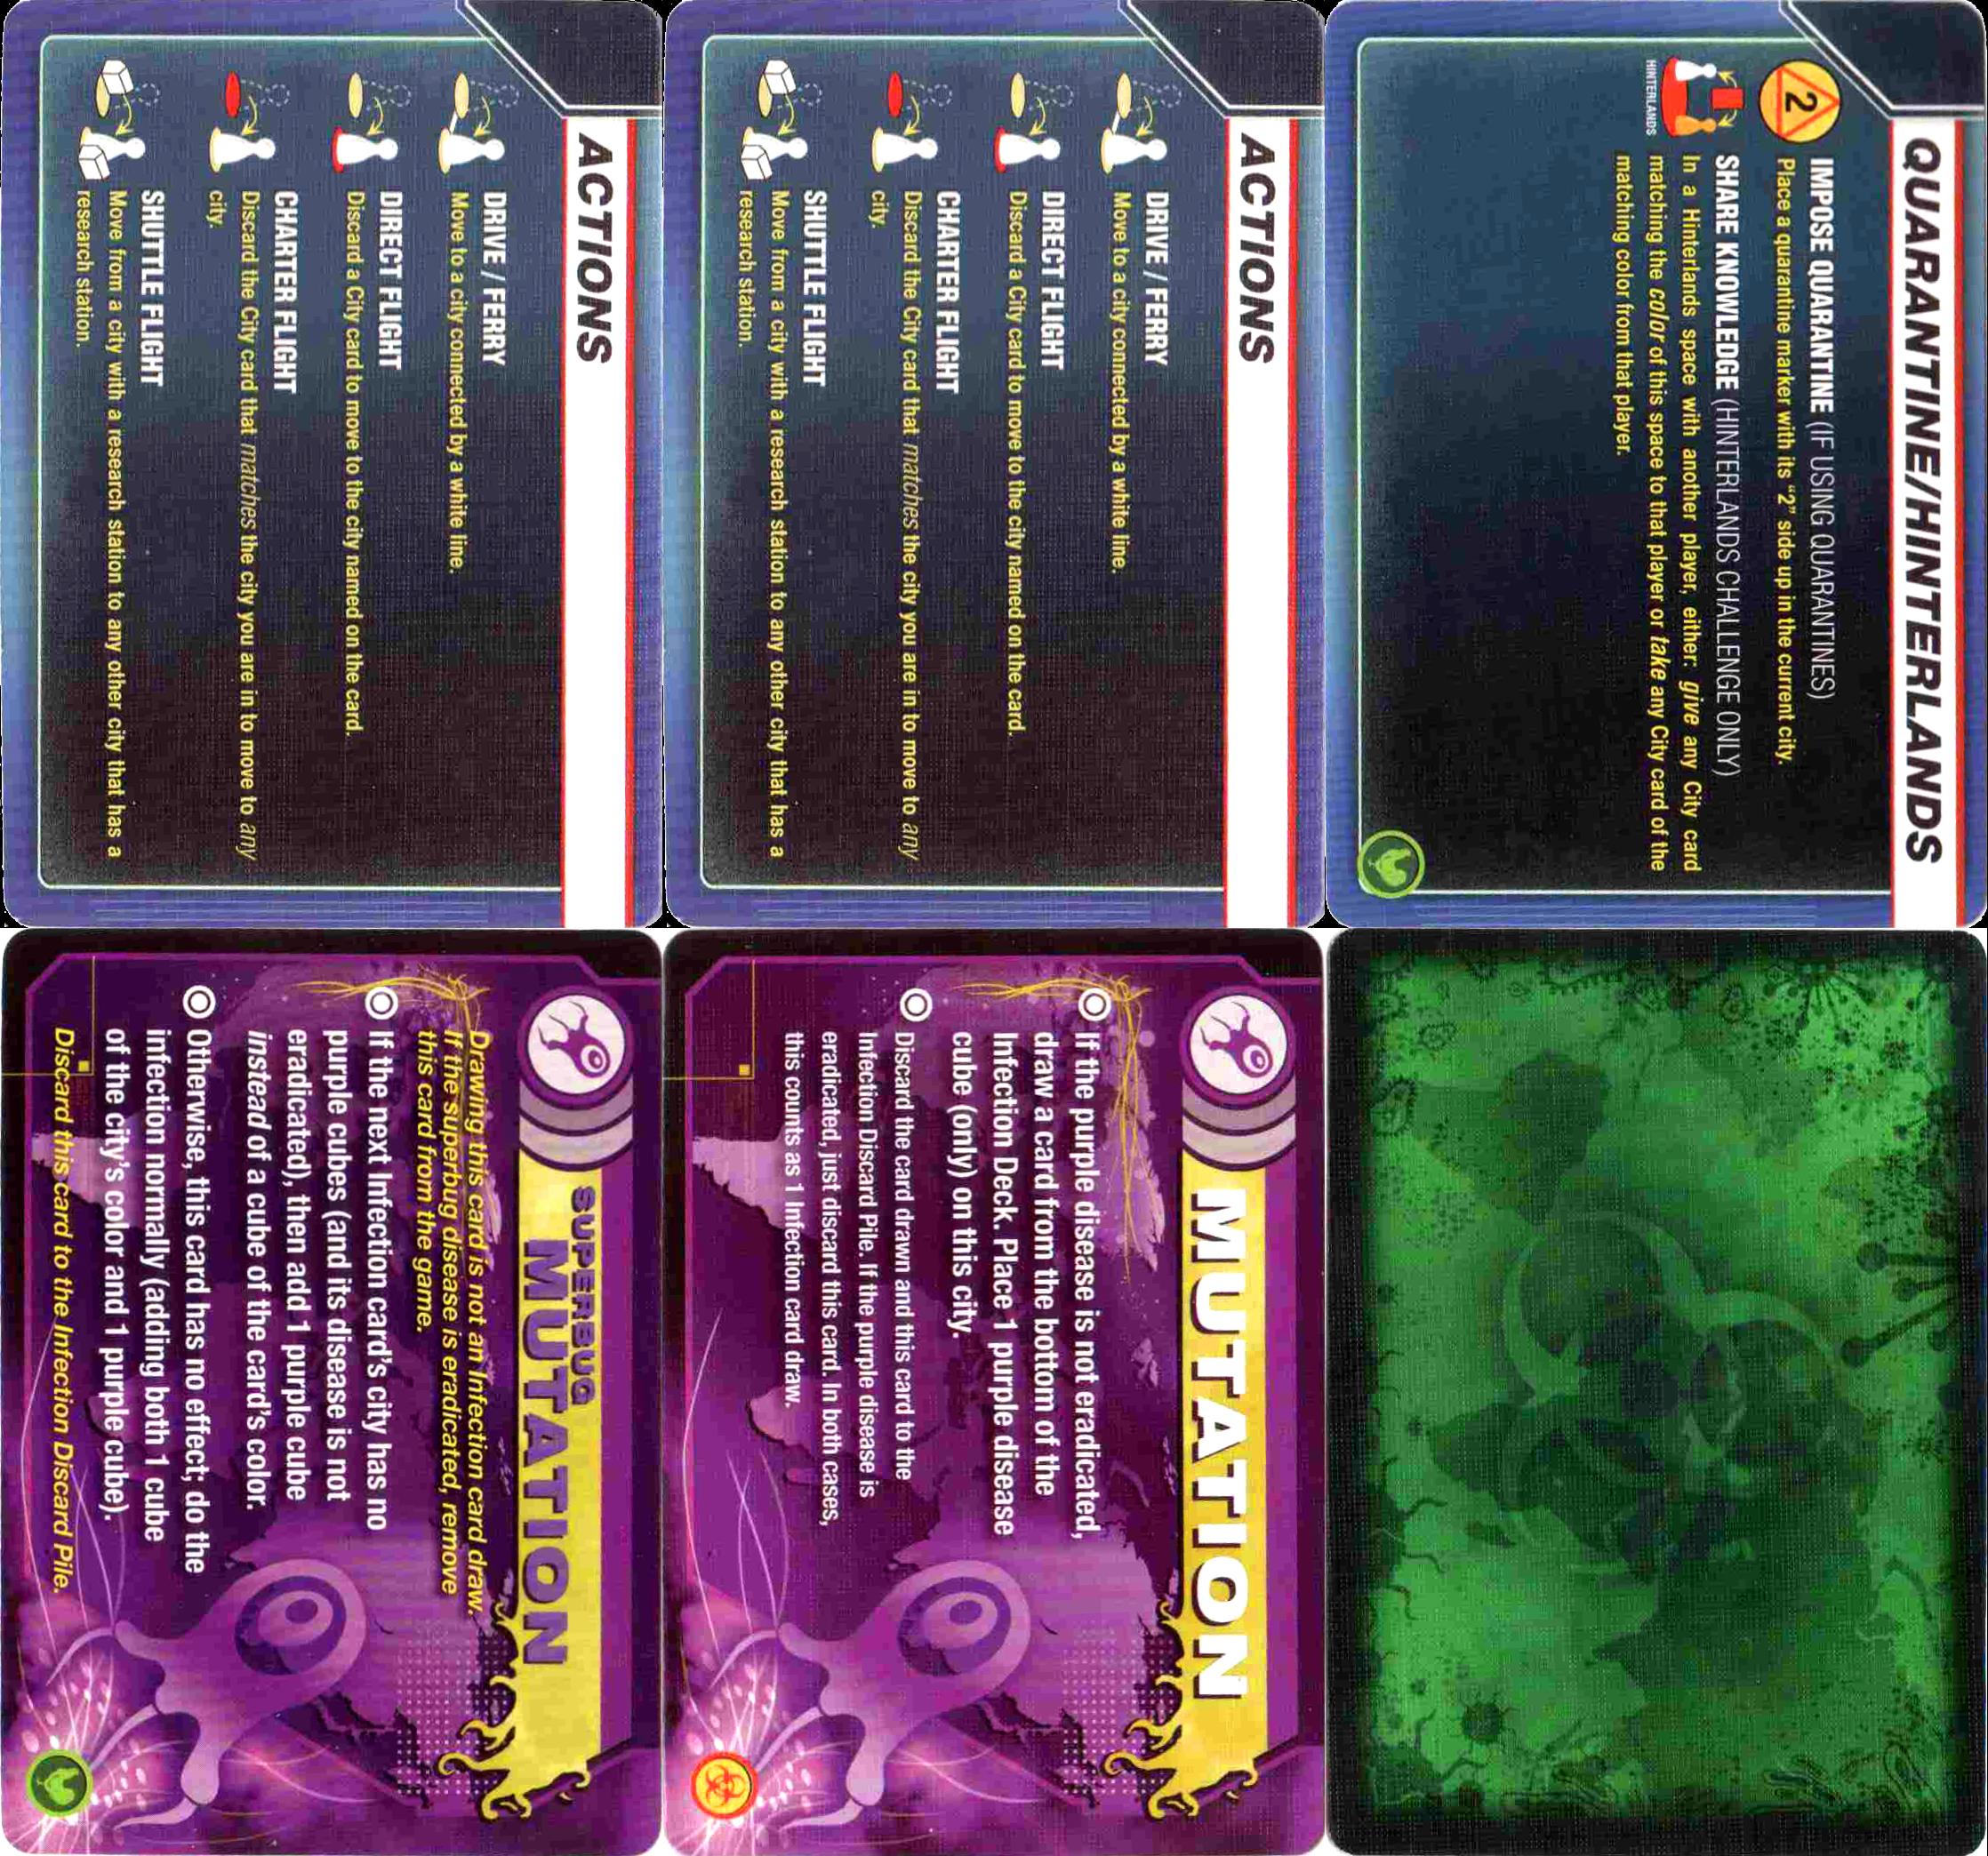 ACTIONS
DRIVE / FERRY
Move to a city connected by a white line.
DIRECT FLIGHT
Discard a City card to move to the city named on the card.
CHARTER FLIGHT
Discard the City card that matches the city you are in to move to any
city.
SHUTTLE FLIGHT
Move from a city with a research station to any other city that has a
research station.
ACTIONS
DRIVE / FERRY
Move to a city connected by a white line.
DIRECT FLIGHT
Discard a City card to move to the city named on the card.
CHARTER FLIGHT
Discard the City card that matches the city you are in to move to any
city.
SHUTTLE FLIGHT
Move from a city with a research station to any other city that has a
research station.
QUARANTINE/HINTERLANDS
2
IMPOSE QUARANTINE (IF USING QUARANTINES)
Place a quarantine marker with its "2" side up in the current city.
HINTERLANDS
SHARE KNOWLEDGE (HINTERLANDS CHALLENGE ONLY)
In a Hinterlands space with another player, either: give any City card
matching the color of this space to that player or take any City card of the
matching color from that player.
SUPERBUG
MUTATION
Drawing this card is not an Infection card draw.
If the superbug disease is eradicated, remove
this card from the game.
If the next Infection card's city has no
purple cubes (and its disease is not
eradicated), then add 1 purple cube
instead of a cube of the card's color.
Otherwise, this card has no effect; do the
infection normally (adding both 1 cube
of the city's color and 1 purple cube).
Discard this card to the Infection Discard Pile.
MUTATION
If the purple disease is not eradicated,
draw a card from the bottom of the
Infection Deck. Place 1 purple disease
cube (only) on this city.
Discard the card drawn and this card to the
Infection Discard Pile. If the purple disease is
eradicated, just discard this card. In both cases,
this counts as 1 Infection card draw.